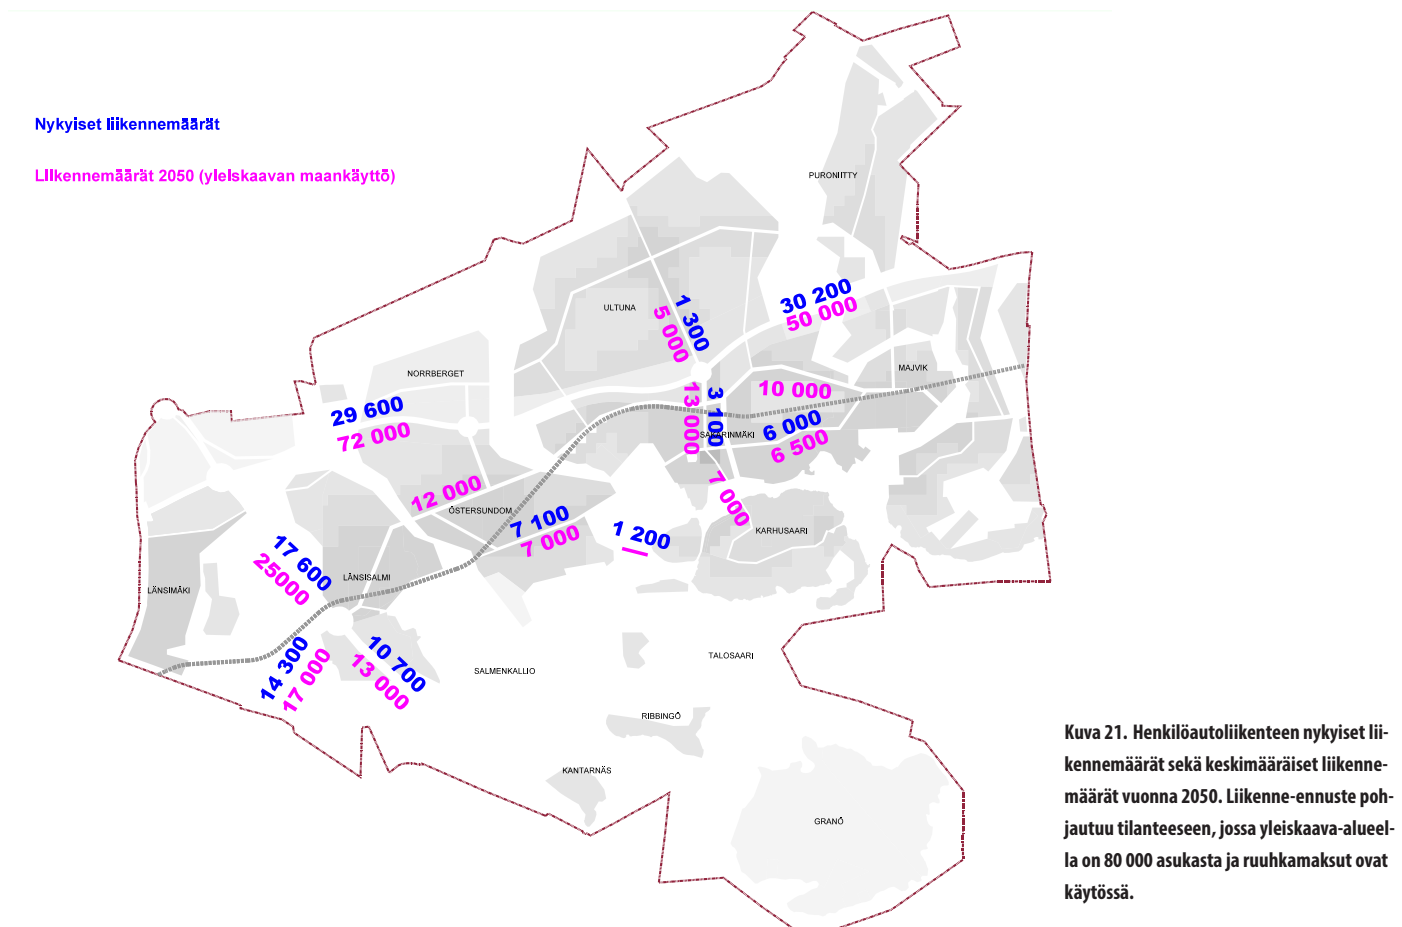 Nykyiset liikennemäärät
Liikennemäärät 2050 (yleiskaavan maankäyttö)
PURONIITTY
30 200
50 000
1 300
5 000
ULTUNA
MAJVIK
NORRBERGET
10 000
29 600
72 000
3 100
13 000
6 000
6 500
SAKARINMÄKI
12 000
7 000
ÖSTERSUNDOM
7 100
7 000
1 200
KARHUSAARI
17 600
25000
LÄNSISALMI
LÄNSIMÄKI
14 300
17 000
10 700
13 000
SALMENKALLIO
TALOSAARI
RIBBINGÖ
KANTARNÄS
GRANÖ
Kuva 21. Henkilöautoliikenteen nykyiset lii-
kennemäärät sekä keskimääräiset liikenne-
määrät vuonna 2050. Liikenne-ennuste poh-
jautuu tilanteeseen, jossa yleiskaava-alueel-
la on 80 000 asukasta ja ruuhkamaksut ovat
käytössä.